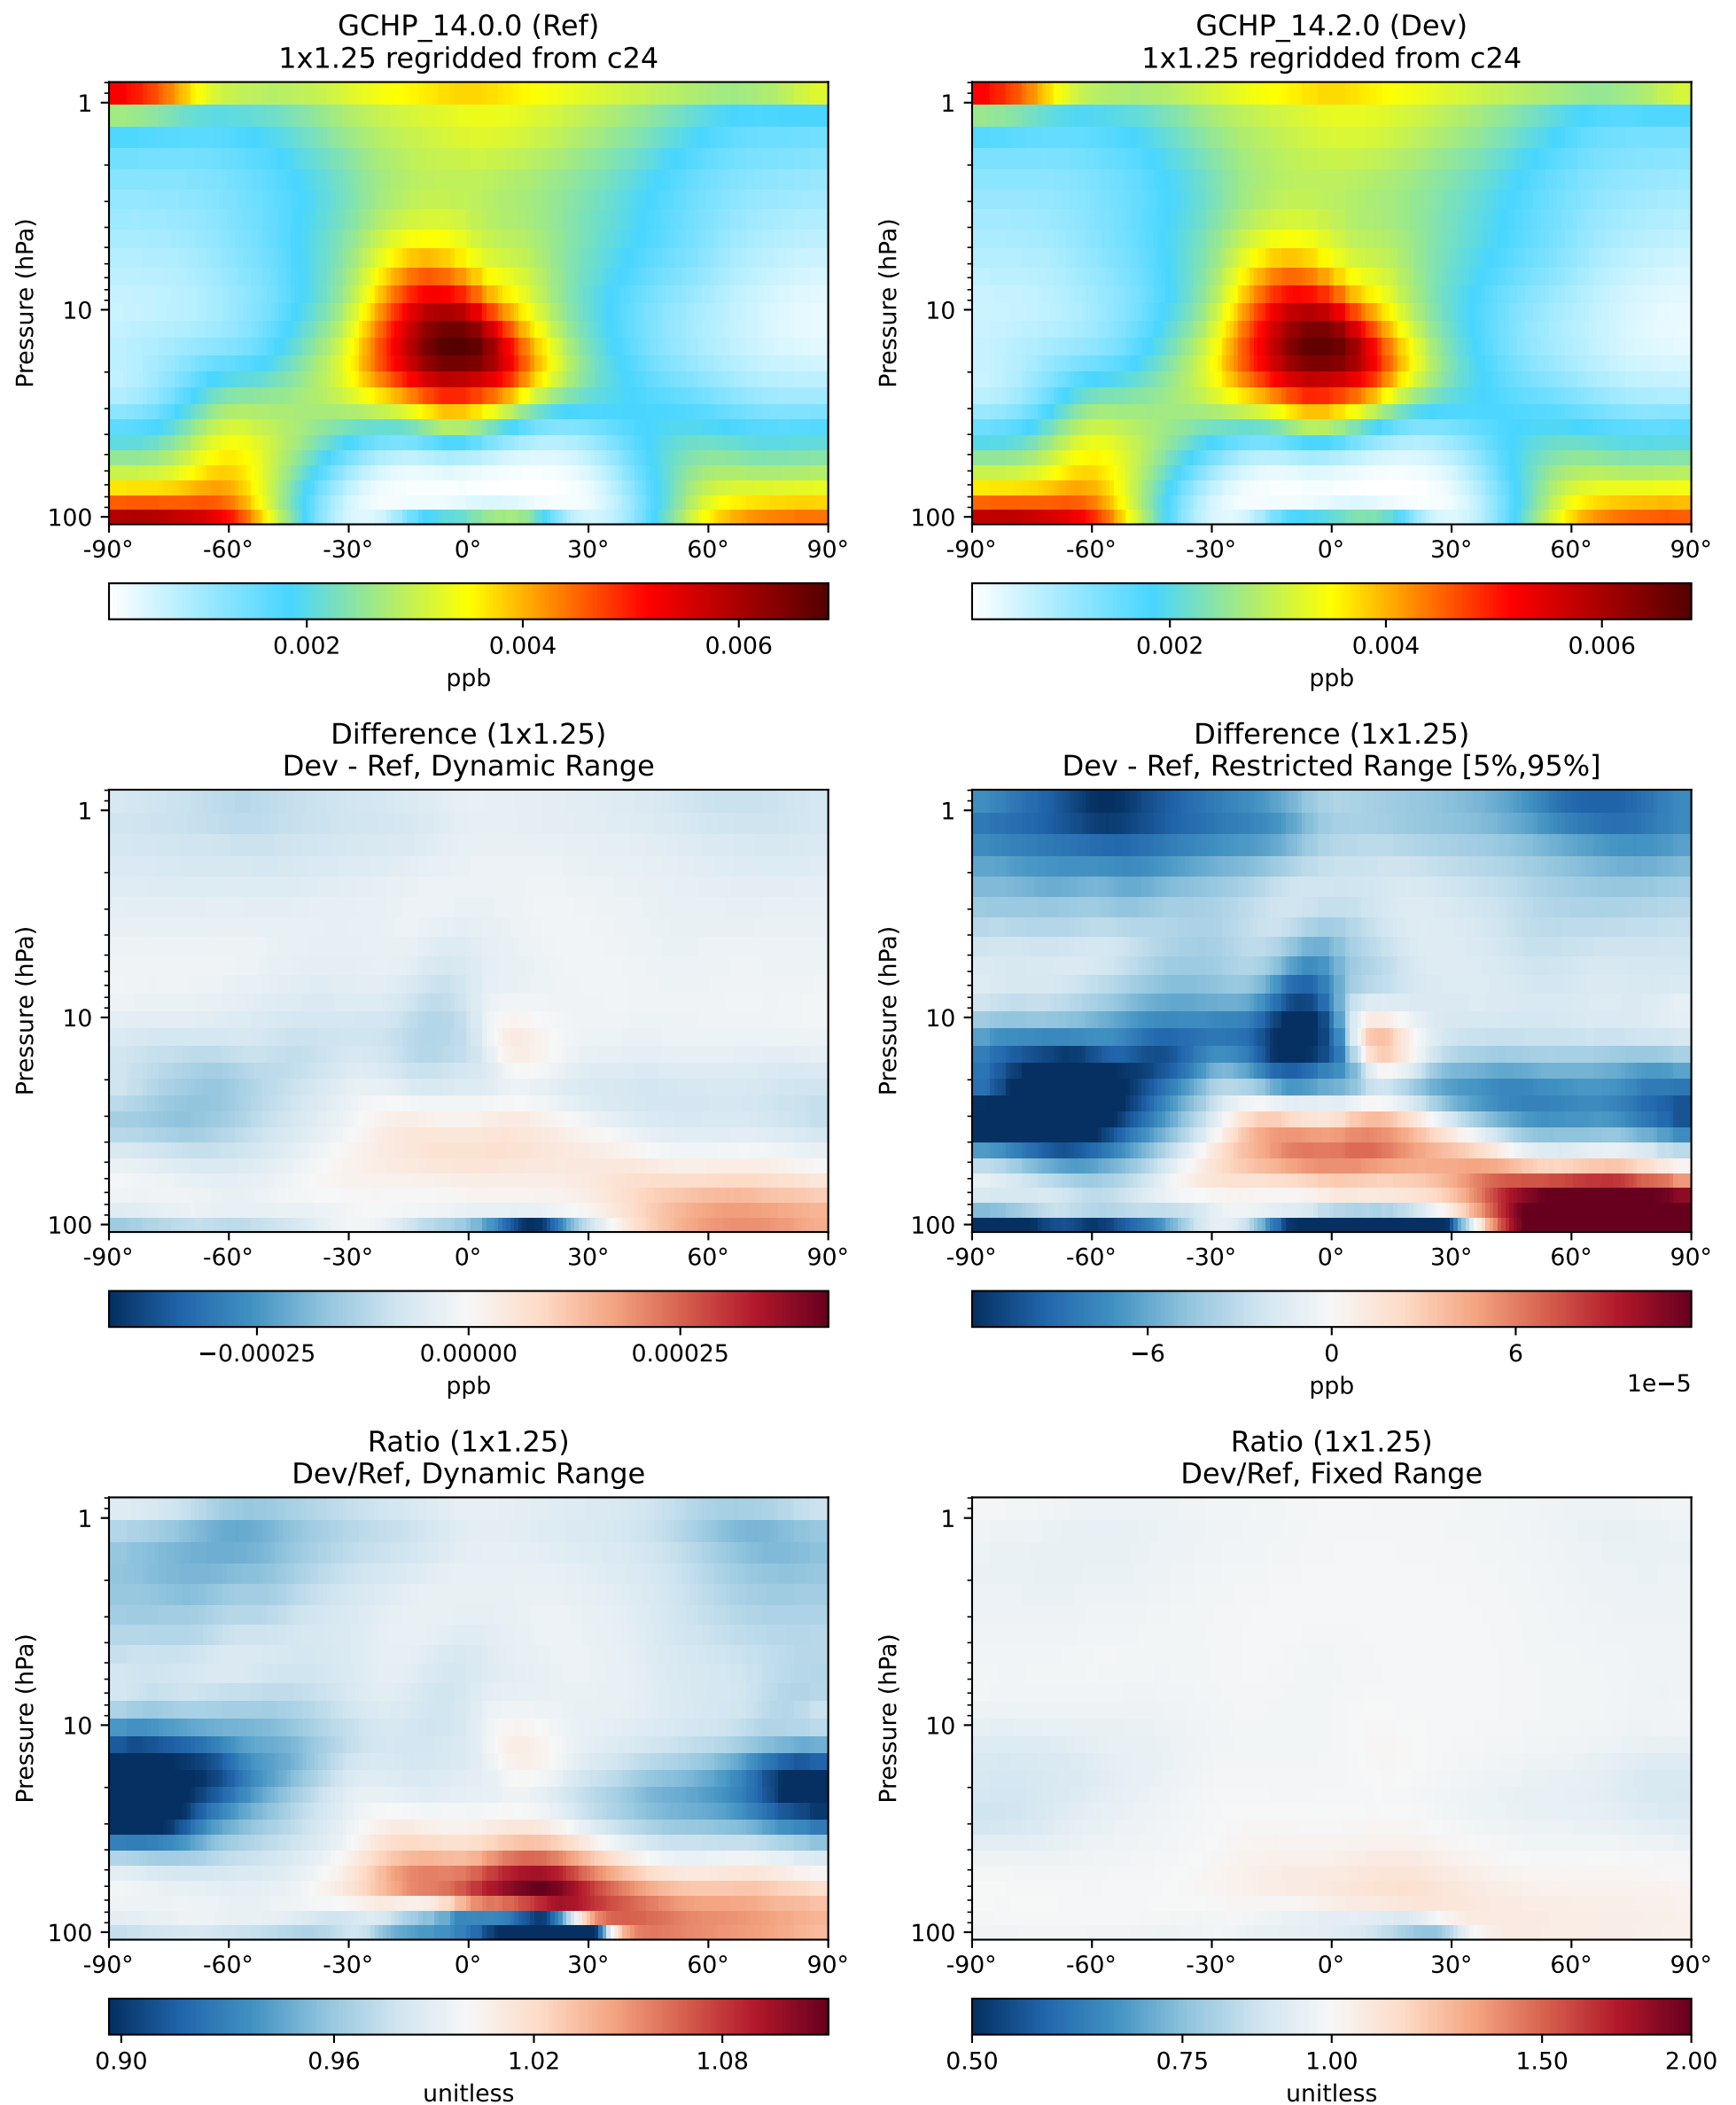 GCHP_14.0.0 (Ref)
1x1.25 regridded from c24
Pressure (hPa)
1
10
100
-90° -60° -30° 0° 30° 60° 90°
0.002 0.004 0.006
ppb
GCHP_14.2.0 (Dev)
1x1.25 regridded from c24
Pressure (hPa)
1
10
100
-90° -60° -30° 0° 30° 60° 90°
0.002 0.004 0.006
ppb
Difference (1x1.25)
Dev - Ref, Dynamic Range
Pressure (hPa)
1
10
100
-90° -60° -30° 0° 30° 60° 90°
−0.00025 0.00000 0.00025
ppb
Difference (1x1.25)
Dev - Ref, Restricted Range [5%,95%]
Pressure (hPa)
1
10
100
-90° -60° -30° 0° 30° 60° 90°
−6 0 6
1e−5
ppb
Ratio (1x1.25)
Dev/Ref, Dynamic Range
Pressure (hPa)
1
10
100
-90° -60° -30° 0° 30° 60° 90°
0.90 0.96 1.02 1.08
unitless
Ratio (1x1.25)
Dev/Ref, Fixed Range
Pressure (hPa)
1
10
100
-90° -60° -30° 0° 30° 60° 90°
0.50 0.75 1.00 1.50 2.00
unitless